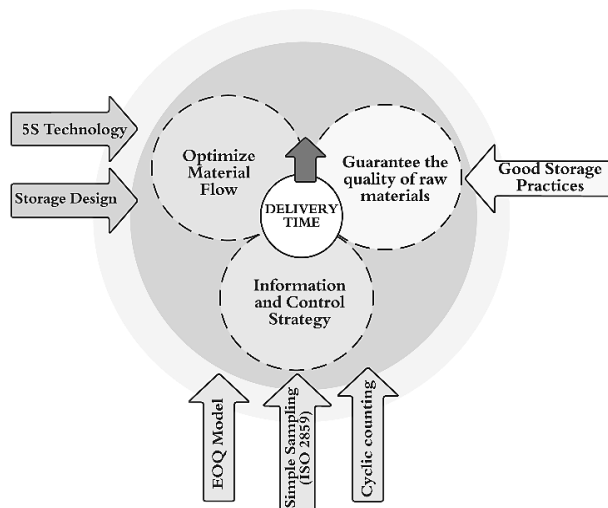 5S Technology
Storage Design
Optimize
Material
Flow
Guarantee the
quality of raw
materials
Good Storage
Practices
DELIVERY
TIME
Information
and Control
Strategy
EOQ Model
Simple Sampling
(ISO 2859)
Cyclic counting